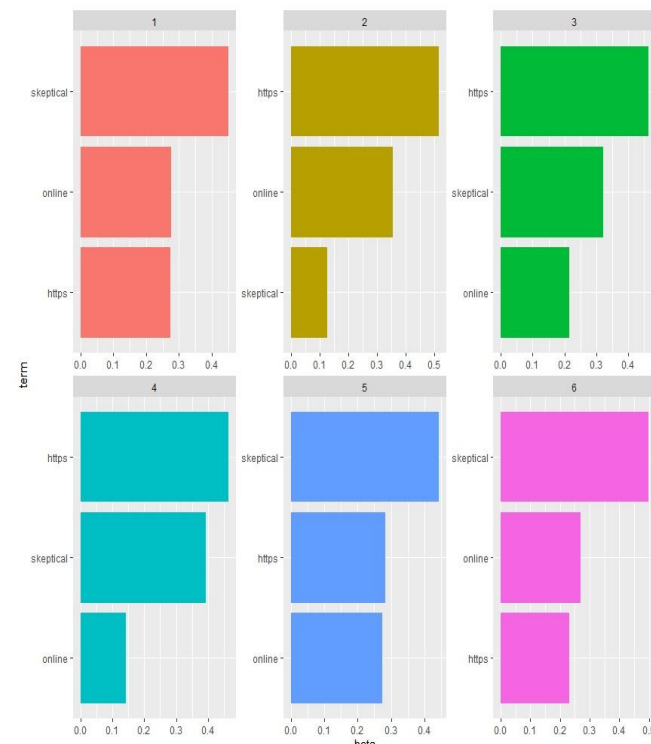 1 2 3
skeptical https https
online online skeptical
https skeptical online
0.0 0.1 0.2 0.3 0.4 0.0 0.1 0.2 0.3 0.4 0.5 0.0 0.1 0.2 0.3 0.4
term
4 5 6
https skeptical skeptical
skeptical https online
online online https
0.0 0.1 0.2 0.3 0.4 0.0 0.1 0.2 0.3 0.4 0.0 0.1 0.2 0.3 0.4 0.5
beta